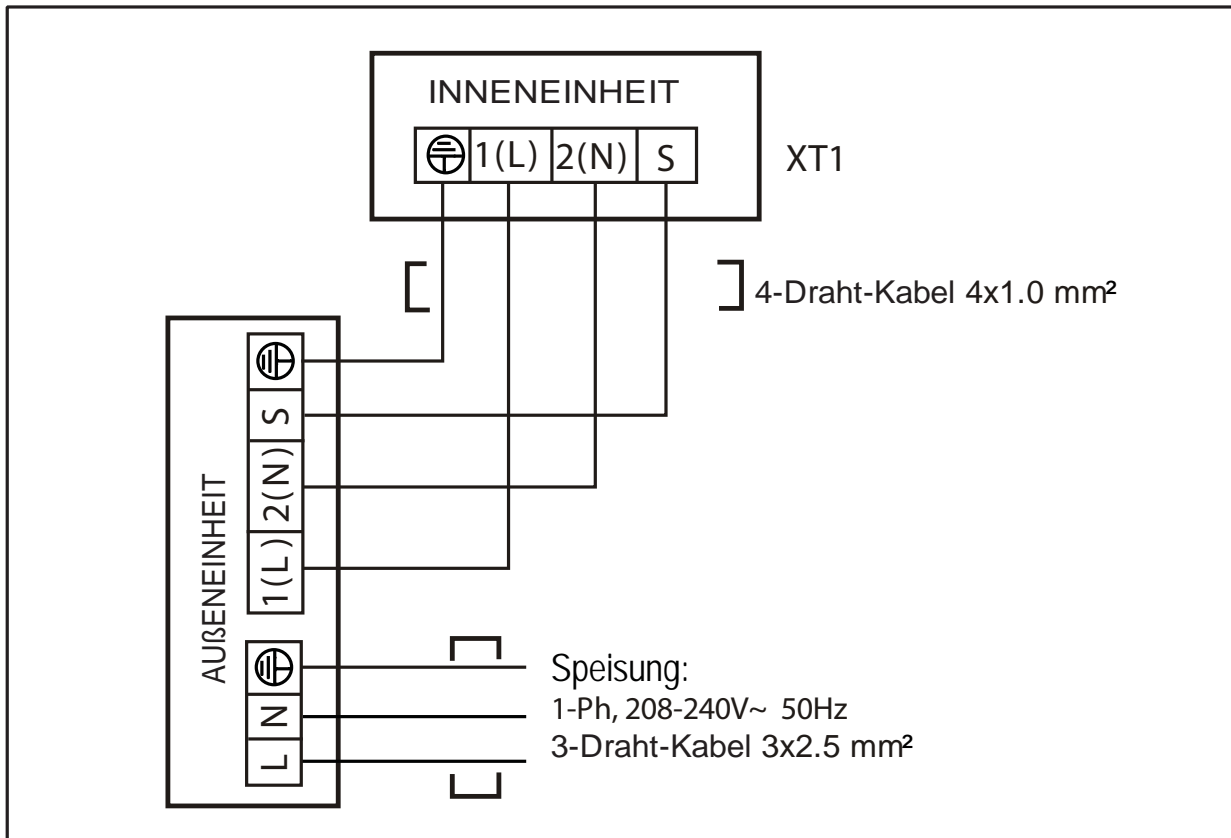 INNENEINHEIT
1(L) 2(N) S
XT1
4-Draht-Kabel 4x1.0 mm²
AUßENEINHEIT
S
2(N)
1(L)
N
L
Speisung:
1-Ph, 208-240V~ 50Hz
3-Draht-Kabel 3x2.5 mm²